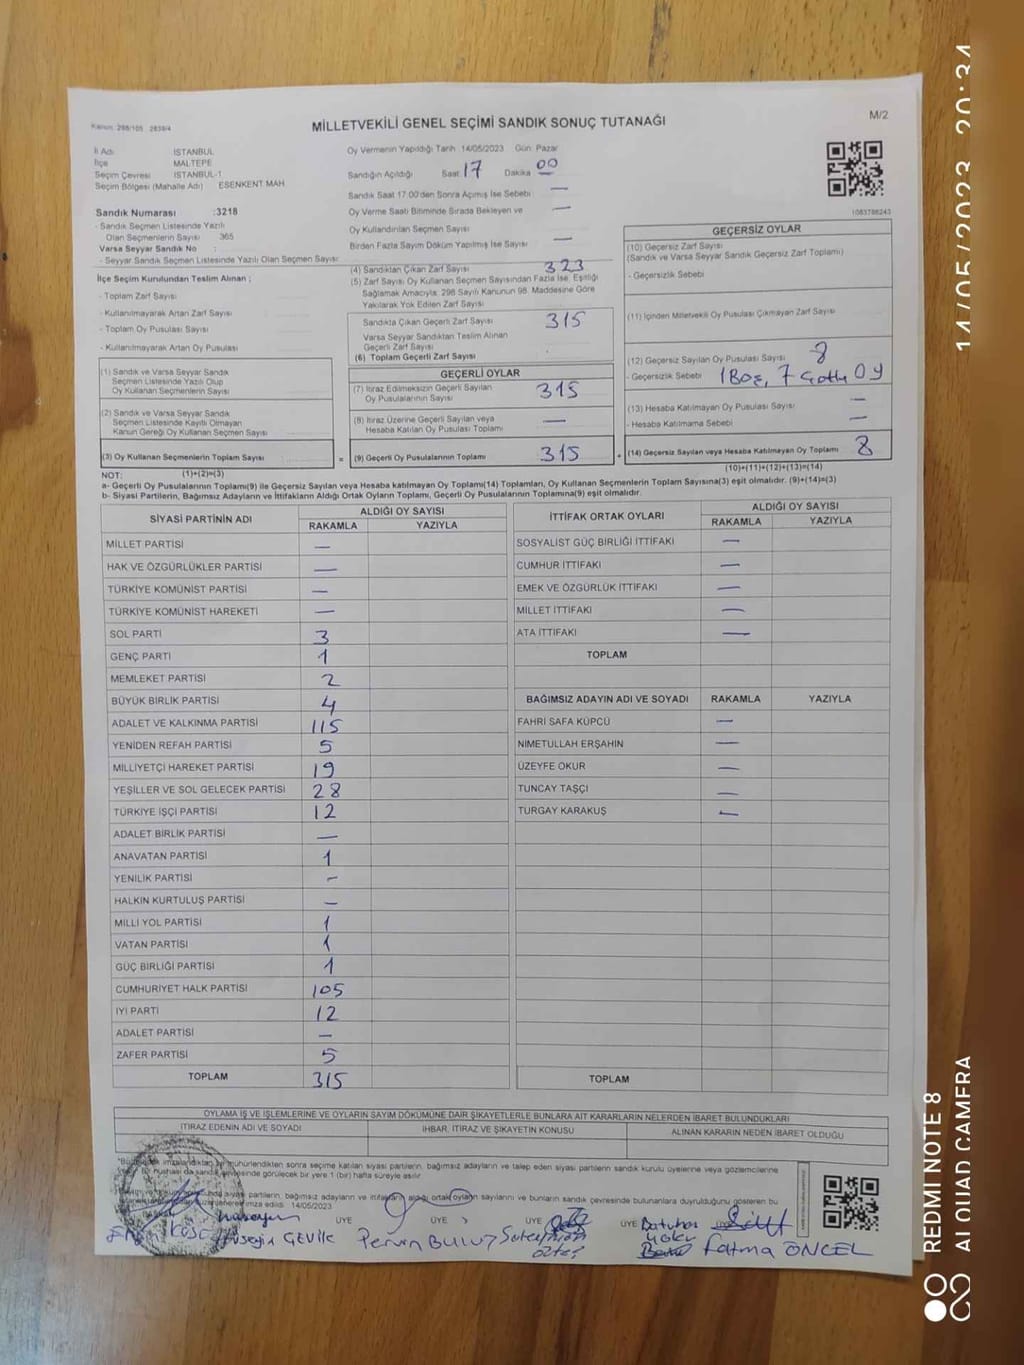 Kanun: 298/105 2839/4
MİLLETVEKİLİ GENEL SEÇİMİ SANDIK SONUÇ TUTANAĞI
M/2
İl Adı İSTANBUL
İlçe MALTEPE
Seçim Çevresi İSTANBUL-1
Seçim Bölgesi (Mahalle Adı) ESENKENT MAH
Sandık Numarası :3218
- Sandık Seçmen Listesinde Yazılı
Olan Seçmenlerin Sayısı 365
Varsa Seyyar Sandık No :
- Seyyar Sandık Seçmen Listesinde Yazılı Olan Seçmen Sayısı
Oy Vermenin Yapıldığı Tarih :14/05/2023 Gün: Pazar
Sandığın Açıldığı Saat 17 Dakika 00
Sandık Saat 17.00'den Sonra Açımış İse Sebebi —
Oy Verme Saati Bitiminde Sırada Bekleyen ve
Oy Kullandırılan Seçmen Sayısı —
Birden Fazla Sayım Döküm Yapılmış İse Sayısı —
1083786243
İlçe Seçim Kurulundan Teslim Alınan ;
- Toplam Zarf Sayısı
- Kullanılmayarak Artan Zarf Sayısı
- Toplam Oy Pusulası Sayısı
- Kullanılmayarak Artan Oy Pusulası
(4) Sandıktan Çıkan Zarf Sayısı 323
(5) Zarf Sayısı, Oy Kullanan Seçmen Sayısından Fazla İse, Eşitliği
Sağlamak Amacıyla; 298 Sayılı Kanunun 98. Maddesine Göre
Yakılarak Yok Edilen Zarf Sayısı
Sandıkta Çıkan Geçerli Zarf Sayısı 315
Varsa Seyyar Sandıktan Teslim Alınan
Geçerli Zarf Sayısı
(6) Toplam Geçerli Zarf Sayısı
GEÇERSİZ OYLAR
(10) Geçersiz Zarf Sayısı
(Sandık ve Varsa Seyyar Sandık Geçersiz Zarf Toplamı)
- Geçersizlik Sebebi
(11) İçinden Milletvekili Oy Pusulası Çıkmayan Zarf Sayısı
(12) Geçersiz Sayılan Oy Pusulası Sayısı 8
- Geçersizlik Sebebi 1 Boş, 7 Oy
(13) Hesaba Katılmayan Oy Pusulası Sayısı —
- Hesaba Katılmama Sebebi —
(14) Geçersiz Sayılan veya Hesaba Katılmayan Oy Toplamı 8
(10)+(11)+(12)+(13)=(14)
(1) Sandık ve Varsa Seyyar Sandık
Seçmen Listesinde Yazılı Olup
Oy Kullanan Seçmenlerin Sayısı
(2) Sandık ve Varsa Seyyar Sandık
Seçmen Listesinde Kayıtlı Olmayan
Kanun Gereği Oy Kullanan Seçmen Sayısı
(3) Oy Kullanan Seçmenlerin Toplam Sayısı
(1)+(2)=(3)
GEÇERLİ OYLAR
(7) İtiraz Edilmeksizin Geçerli Sayılan
Oy Pusulalarının Sayısı 315
(8) İtiraz Üzerine Geçerli Sayılan veya
Hesaba Katılan Oy Pusulası Toplamı —
= (9) Geçerli Oy Pusulalarının Toplamı 315 +
NOT:
a- Geçerli Oy Pusulalarının Toplamı(9) ile Geçersiz Sayılan veya Hesaba katılmayan Oy Toplamı(14) Toplamları, Oy Kullanan Seçmenlerin Toplam Sayısına(3) eşit olmalıdır. (9)+(14)=(3)
b- Siyasi Partilerin, Bağımsız Adayların ve İttifakların Aldığı Ortak Oyların Toplamı, Geçerli Oy Pusulalarının Toplamına(9) eşit olmalıdır.
SİYASİ PARTİNİN ADI ALDIĞI OY SAYISI
RAKAMLA YAZIYLA
MİLLET PARTİSİ —
HAK VE ÖZGÜRLÜKLER PARTİSİ —
TÜRKİYE KOMÜNİST PARTİSİ —
TÜRKİYE KOMÜNİST HAREKETİ —
SOL PARTİ 3
GENÇ PARTİ 1
MEMLEKET PARTİSİ 2
BÜYÜK BİRLİK PARTİSİ 4
ADALET VE KALKINMA PARTİSİ 115
YENİDEN REFAH PARTİSİ 5
MİLLİYETÇİ HAREKET PARTİSİ 19
YEŞİLLER VE SOL GELECEK PARTİSİ 28
TÜRKİYE İŞÇİ PARTİSİ 12
ADALET BİRLİK PARTİSİ —
ANAVATAN PARTİSİ 1
YENİLİK PARTİSİ —
HALKIN KURTULUŞ PARTİSİ —
MİLLİ YOL PARTİSİ 1
VATAN PARTİSİ 1
GÜÇ BİRLİĞİ PARTİSİ 1
CUMHURİYET HALK PARTİSİ 105
İYİ PARTİ 12
ADALET PARTİSİ —
ZAFER PARTİSİ 5
TOPLAM 315
İTTİFAK ORTAK OYLARI ALDIĞI OY SAYISI
RAKAMLA YAZIYLA
SOSYALİST GÜÇ BİRLİĞİ İTTİFAKI —
CUMHUR İTTİFAKI —
EMEK VE ÖZGÜRLÜK İTTİFAKI —
MİLLET İTTİFAKI —
ATA İTTİFAKI —
TOPLAM
BAĞIMSIZ ADAYIN ADI VE SOYADI RAKAMLA YAZIYLA
FAHRİ SAFA KÜPCÜ —
NİMETULLAH ERŞAHİN —
ÜZEYFE OKUR —
TUNCAY TAŞÇI —
TURGAY KARAKUŞ —
TOPLAM
OYLAMA İŞ VE İŞLEMLERİNE VE OYLARIN SAYIM DÖKÜMÜNE DAİR ŞİKAYETLERLE BUNLARA AİT KARARLARIN NELERDEN İBARET BULUNDUKLARI
İTİRAZ EDENİN ADI VE SOYADI İHBAR, İTİRAZ VE ŞİKAYETİN KONUSU ALINAN KARARIN NEDEN İBARET OLDUĞU
mühürlendikten sonra seçime katılan siyasi partilerin, bağımsız adayların ve talep eden siyasi partilerin sandık kurulu üyelerine veya gözlemcilerine
görülecek bir yere 1 (bir) hafta süreyle asılır
partilerin, bağımsız adayların ve ittifakların aldığı ortak oyların sayılarını ve bunların sandık çevresinde bulunanlara duyurulduğunu gösteren bu
imza edildi. 14/05/2023
ÜYE ÜYE ÜYE ÜYE
Hüseyin GEVİK Pervin BULUT Süleyman Batuhan Fatma ÖNCEL
REDMI NOTE 8
AI QUAD CAMERA
14/05/2023 20:34